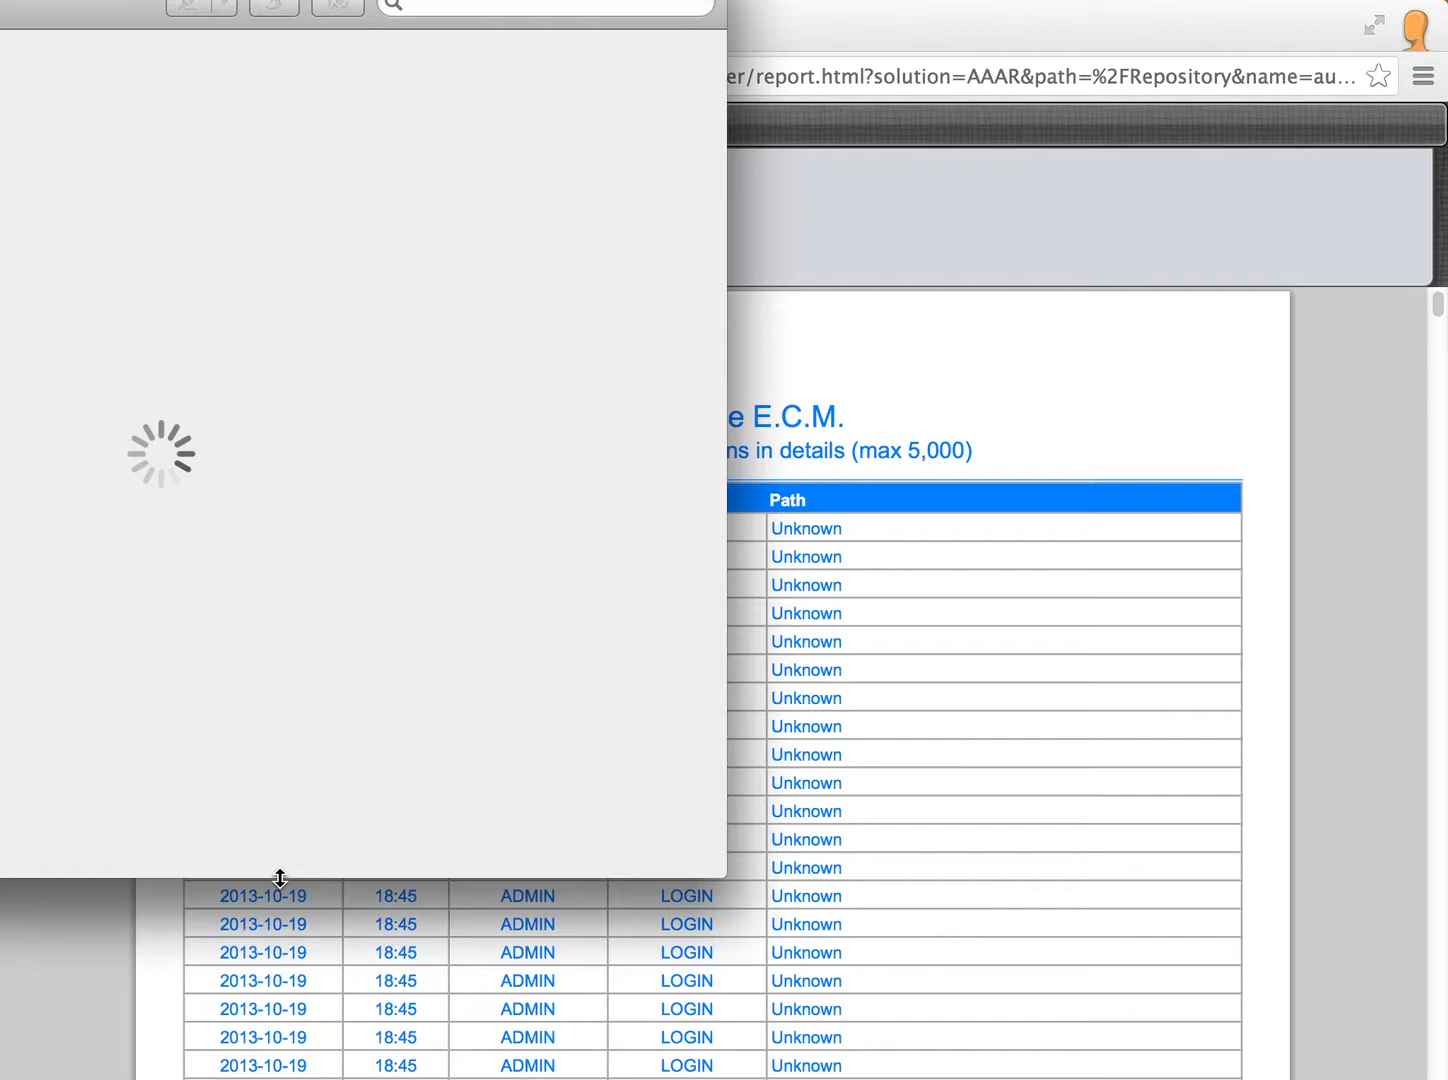 er/report.html?solution=AAAR&path=%2FRepository&name=au...
e E.C.M.
ns in details (max 5,000)
Path
Unknown
Unknown
Unknown
Unknown
Unknown
Unknown
Unknown
Unknown
Unknown
Unknown
Unknown
Unknown
Unknown
2013-10-19 18:45 ADMIN LOGIN Unknown
2013-10-19 18:45 ADMIN LOGIN Unknown
2013-10-19 18:45 ADMIN LOGIN Unknown
2013-10-19 18:45 ADMIN LOGIN Unknown
2013-10-19 18:45 ADMIN LOGIN Unknown
2013-10-19 18:45 ADMIN LOGIN Unknown
2013-10-19 18:45 ADMIN LOGIN Unknown